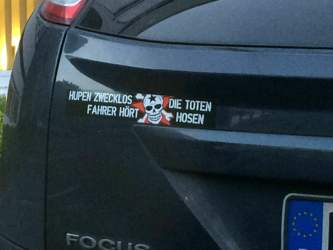 HUPEN ZWECKLOS DIE TOTEN
FAHRER HÖRT HOSEN
FOCUS
D